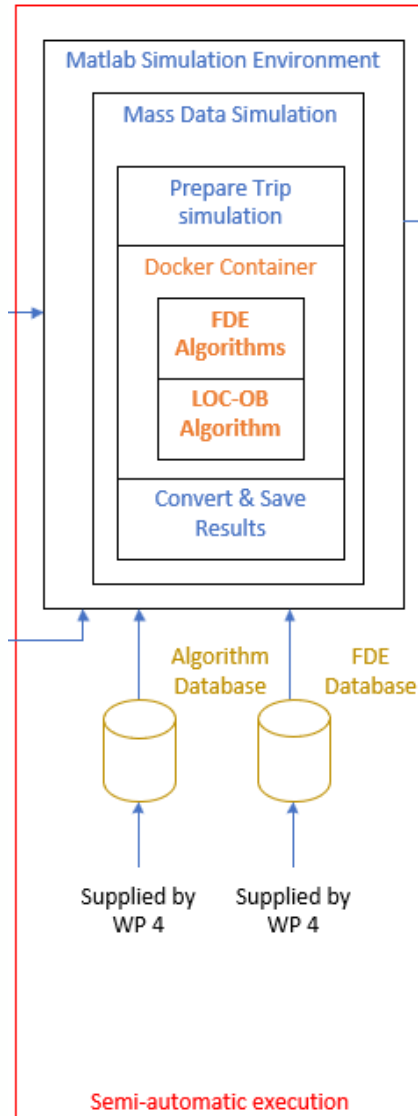 Matlab Simulation Environment
Mass Data Simulation
Prepare Trip
simulation
Docker Container
FDE
Algorithms
LOC-OB
Algorithm
Convert & Save
Results
Algorithm
Database
FDE
Database
Supplied by
WP 4
Supplied by
WP 4
Semi-automatic execution